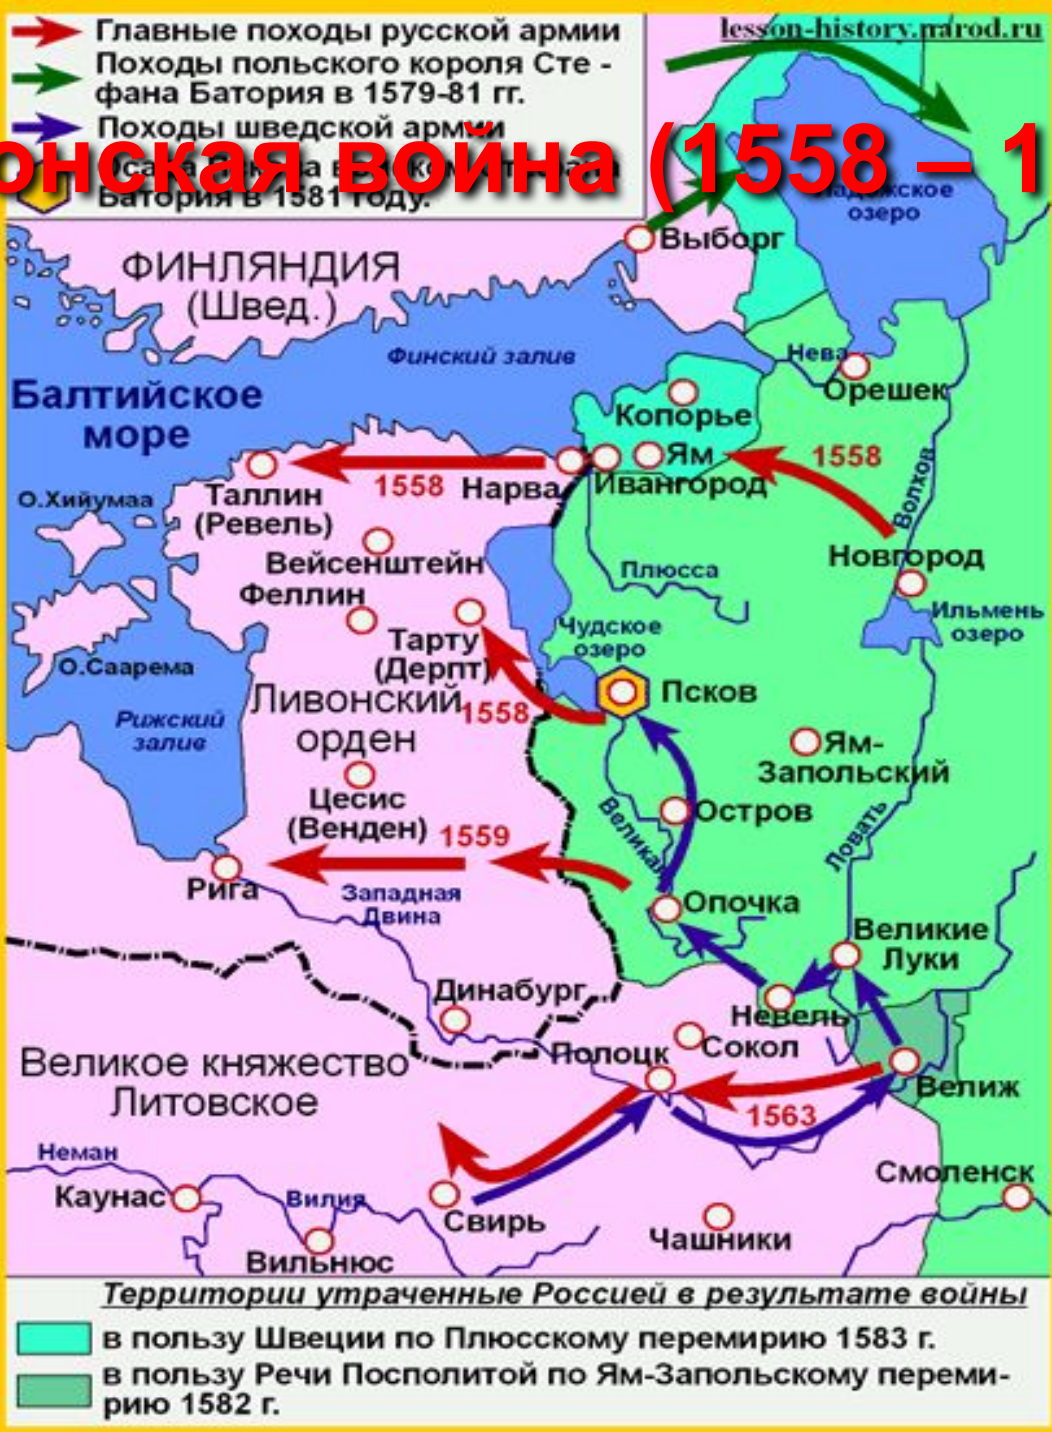 Главные походы русской армии
Походы польского короля Сте -
фана Батория в 1579-81 гг.
Походы шведской армии
Батория в 1581 году.
lesson-history.narod.ru
онская война (1558 – 1
Ладожское
озеро
Выборг
ФИНЛЯНДИЯ
(Швед.)
Финский залив
Нева
Орешек
Балтийское
море
Копорье
Ям
1558
Волхов
Таллин
(Ревель)
1558
Нарва
Ивангород
О.Хийумаа
Вейсенштейн
Феллин
Плюсса
Новгород
Ильмень
озеро
Чудское
озеро
Тарту
(Дерпт)
О.Саарема
Псков
Ливонский
орден
1558
Рижский
залив
Ям-
Запольский
Цесис
(Венден)
1559
Остров
Великая
Ловать
Рига
Западная
Двина
Опочка
Великие
Луки
Динабург
Невель
Сокол
Полоцк
Великое княжество
Литовское
Велиж
1563
Неман
Каунас
Вилия
Свирь
Смоленск
Чашники
Вильнюс
Территории утраченные Россией в результате войны
в пользу Швеции по Плюсскому перемирию 1583 г.
в пользу Речи Посполитой по Ям-Запольскому переми-
рию 1582 г.